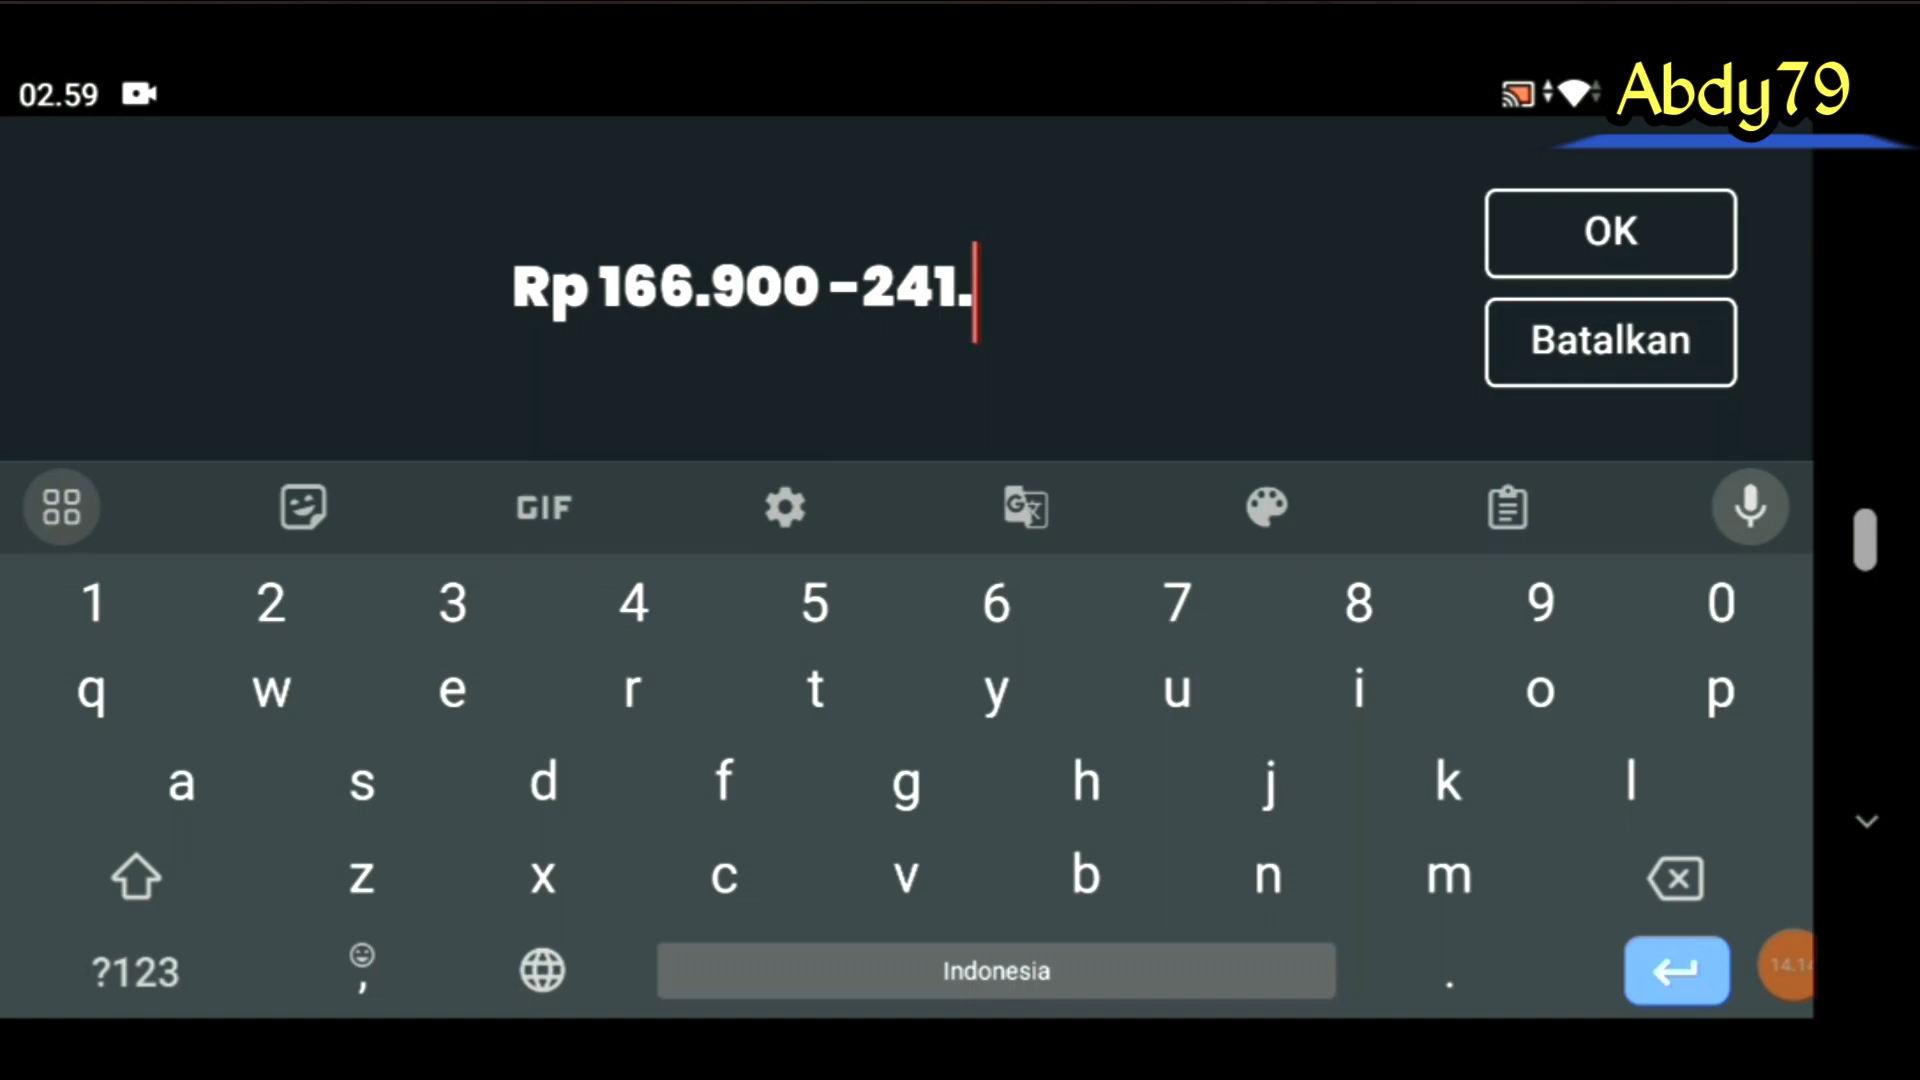 02.59
Abdy79
Rp 166.900 -241.
OK
Batalkan
GIF
1 2 3 4 5 6 7 8 9 0
q w e r t y u i o p
a s d f g h j k l
z x c v b n m
?123 , Indonesia .